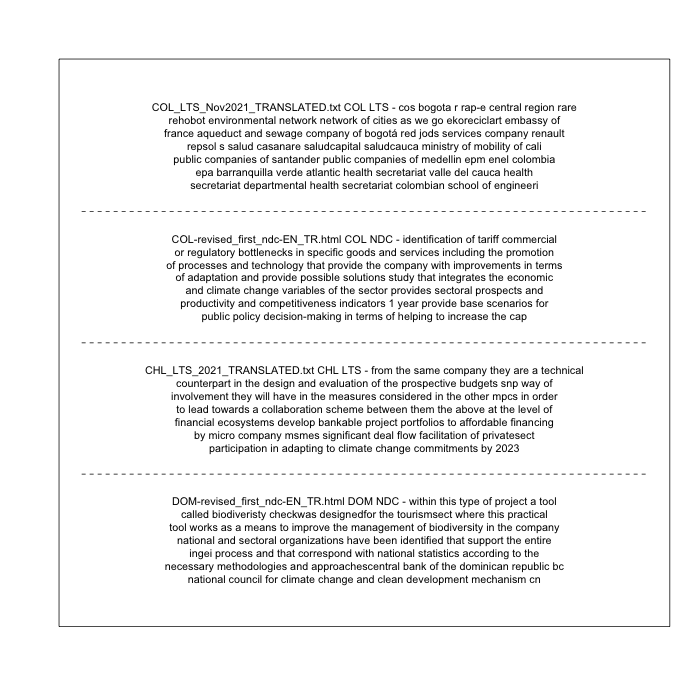 COL_LTS_Nov2021_TRANSLATED.txt COL LTS - cos bogota r rap-e central region rare
rehobot environmental network network of cities as we go ekoreciclart embassy of
france aqueduct and sewage company of bogotá red jods services company renault
repsol s salud casanare saludcapital saludcauca ministry of mobility of cali
public companies of santander public companies of medellin epm enel colombia
epa barranquilla verde atlantic health secretariat valle del cauca health
secretariat departmental health secretariat colombian school of engineeri
COL-revised_first_ndc-EN_TR.html COL NDC - identification of tariff commercial
or regulatory bottlenecks in specific goods and services including the promotion
of processes and technology that provide the company with improvements in terms
of adaptation and provide possible solutions study that integrates the economic
and climate change variables of the sector provides sectoral prospects and
productivity and competitiveness indicators 1 year provide base scenarios for
public policy decision-making in terms of helping to increase the cap
CHL_LTS_2021_TRANSLATED.txt CHL LTS - from the same company they are a technical
counterpart in the design and evaluation of the prospective budgets snp way of
involvement they will have in the measures considered in the other mpcs in order
to lead towards a collaboration scheme between them the above at the level of
financial ecosystems develop bankable project portfolios to affordable financing
by micro company msmes significant deal flow facilitation of privatesect
participation in adapting to climate change commitments by 2023
DOM-revised_first_ndc-EN_TR.html DOM NDC - within this type of project a tool
called biodiveristy checkwas designedfor the tourismsect where this practical
tool works as a means to improve the management of biodiversity in the company
national and sectoral organizations have been identified that support the entire
ingei process and that correspond with national statistics according to the
necessary methodologies and approachescentral bank of the dominican republic bc
national council for climate change and clean development mechanism cn